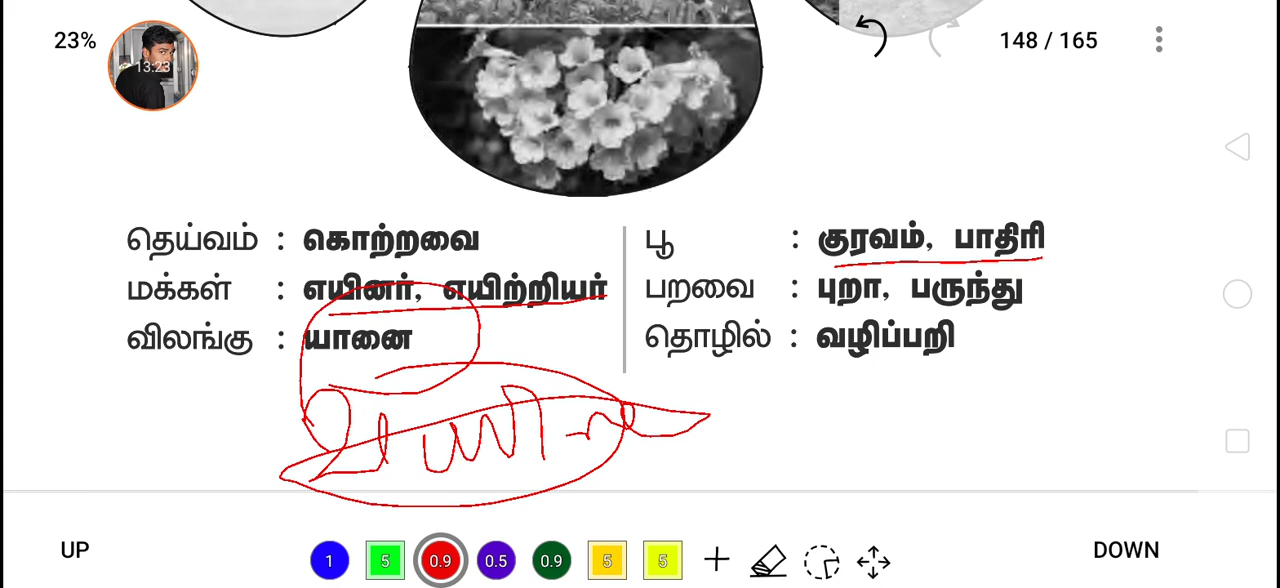 23%
13:23
148 / 165
தெய்வம் : கொற்றவை
மக்கள் : எயினர், எயிற்றியர்
விலங்கு : யானை
பூ : குரவம், பாதிரி
பறவை : புறா, பருந்து
தொழில் : வழிப்பறி
UP
1 5 0.9 0.5 0.9 5 5
DOWN